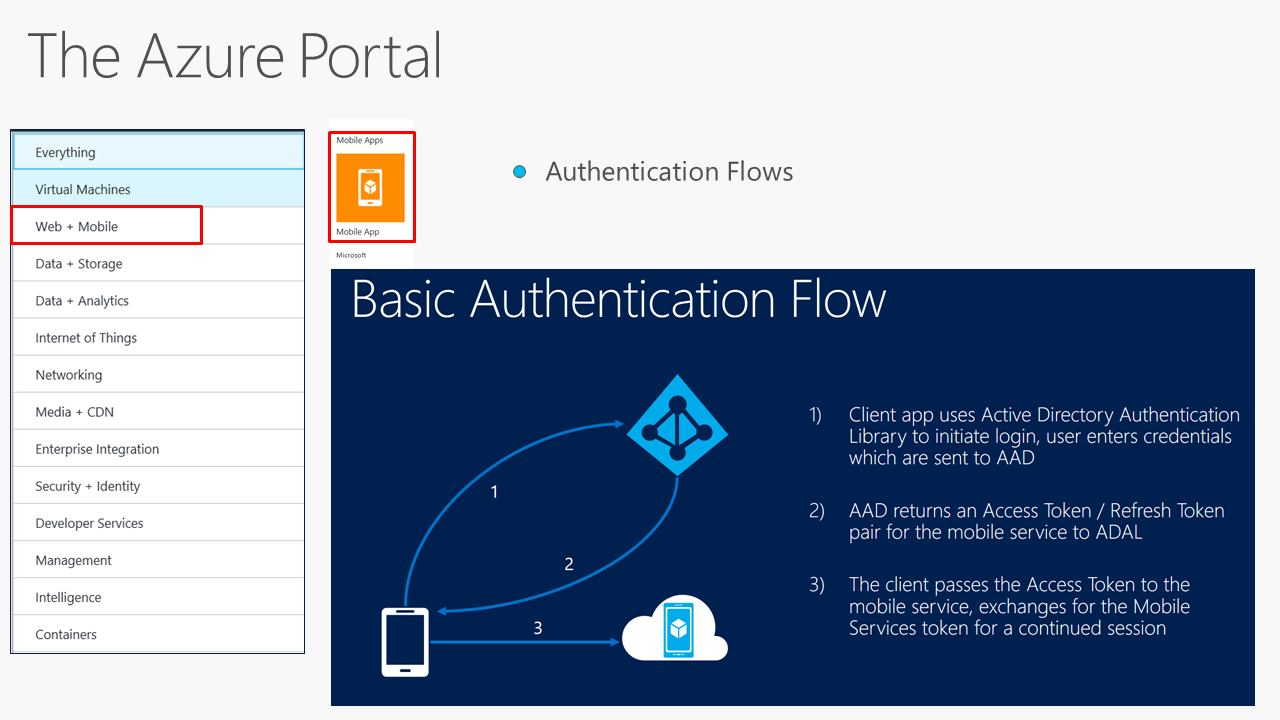 The Azure Portal
Everything
Virtual Machines
Web + Mobile
Data + Storage
Data + Analytics
Internet of Things
Networking
Media + CDN
Enterprise Integration
Security + Identity
Developer Services
Management
Intelligence
Containers
Mobile Apps
Mobile App
Microsoft
Authentication Flows
Basic Authentication Flow
1
2
3
1) Client app uses Active Directory Authentication
Library to initiate login, user enters credentials
which are sent to AAD
2) AAD returns an Access Token / Refresh Token
pair for the mobile service to ADAL
3) The client passes the Access Token to the
mobile service, exchanges for the Mobile
Services token for a continued session